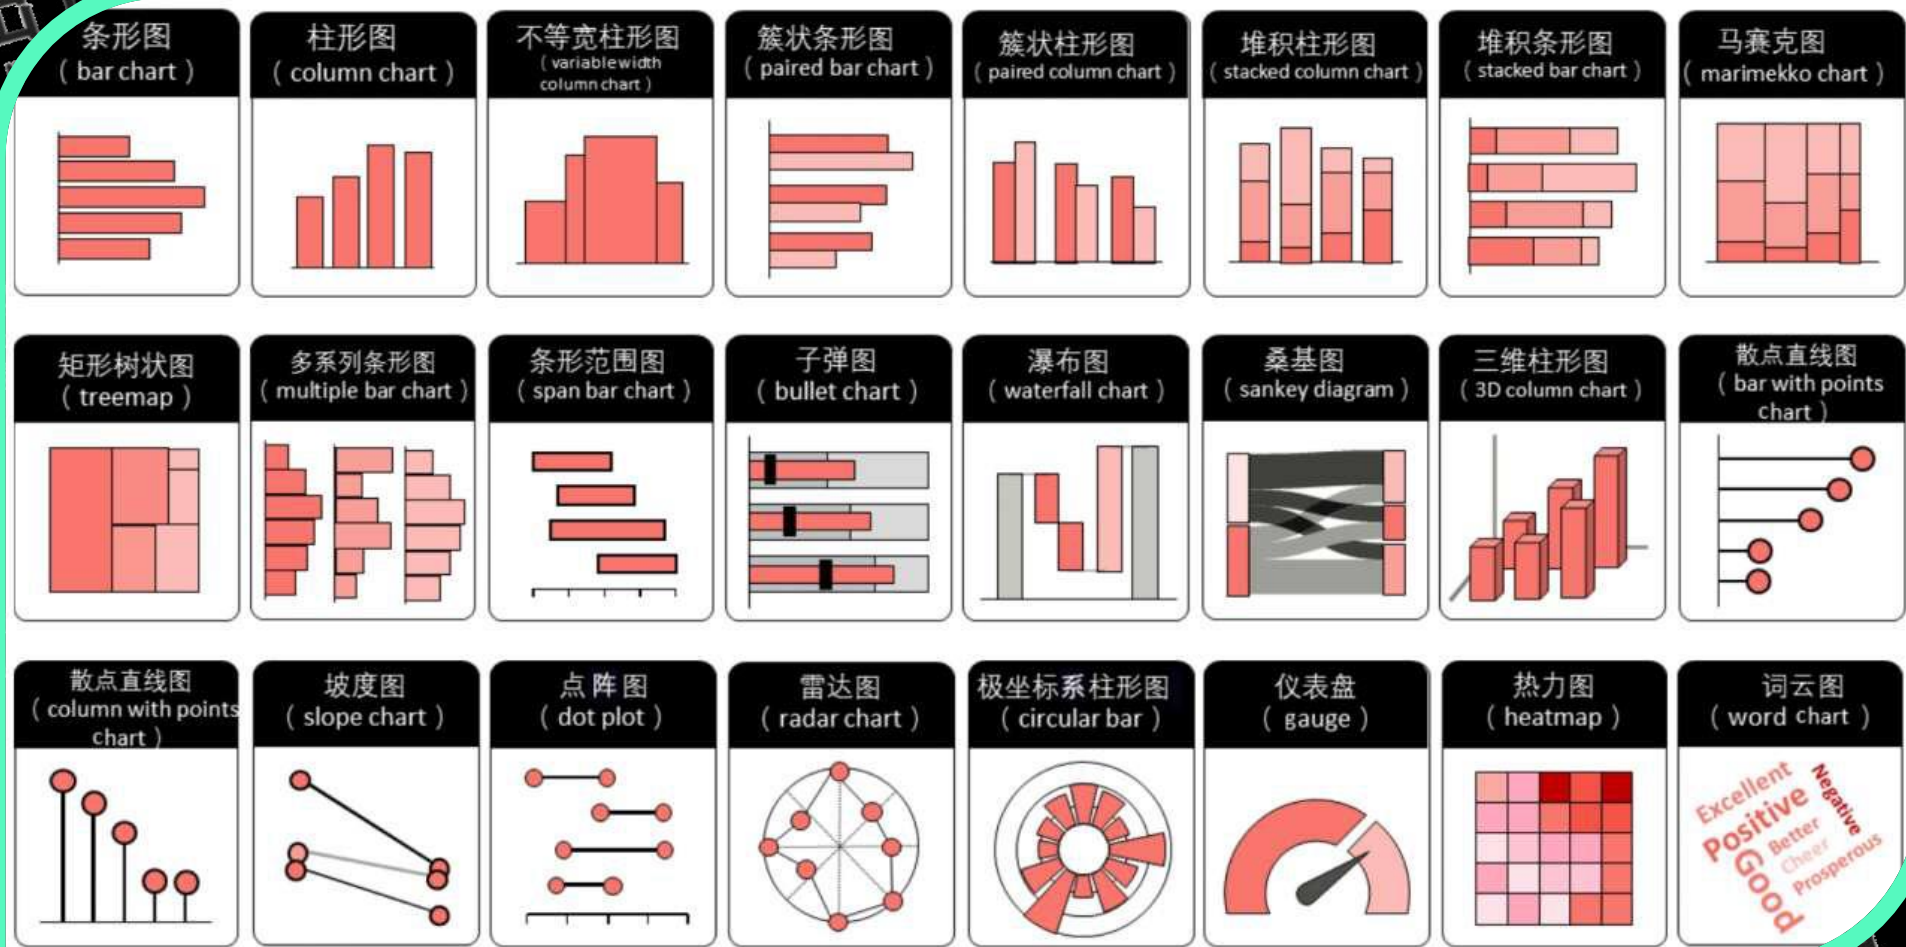 条形图
( bar chart )
柱形图
( column chart )
不等宽柱形图
( variablewidth
column chart )
簇状条形图
( paired bar chart )
簇状柱形图
( paired column chart )
堆积柱形图
( stacked column chart )
堆积条形图
( stacked bar chart )
马赛克图
( marimekko chart )
矩形树状图
( treemap )
多系列条形图
( multiple bar chart )
条形范围图
( span bar chart )
子弹图
( bullet chart )
瀑布图
( waterfall chart )
桑基图
( sankey diagram )
三维柱形图
( 3D column chart )
散点直线图
( bar with points
chart )
散点直线图
( column with points
chart )
坡度图
( slope chart )
点阵图
( dot plot )
雷达图
( radar chart )
极坐标系柱形图
( circular bar )
仪表盘
( gauge )
热力图
( heatmap )
词云图
( word chart )
Excellent
Negative
Positive
Better
Cheer
Prosperous
Good